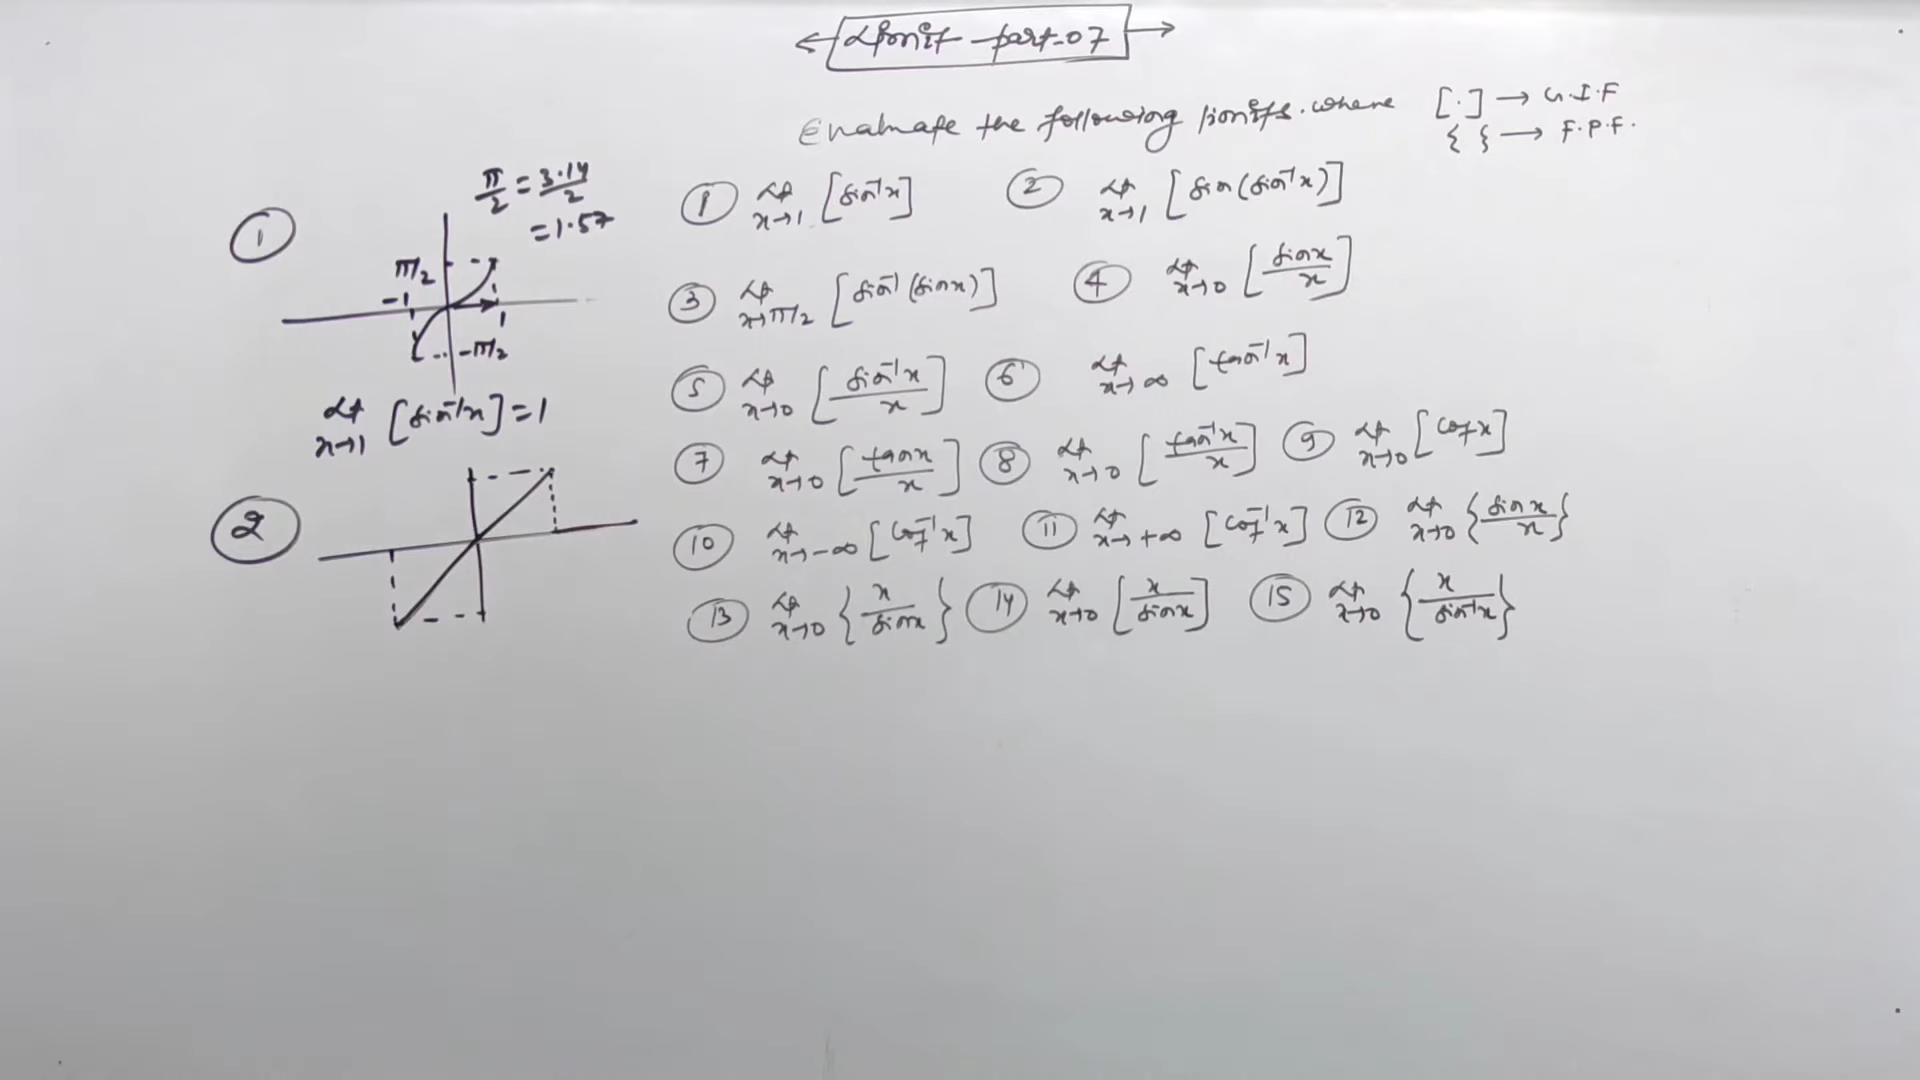 Limit part-07
Evaluate the following limits. where [.] → G.I.F
{ } → F.P.F.
① Lt x→1 [sin⁻¹x] ② Lt x→1 [sin(sin⁻¹x)]
③ Lt x→π/2 [sin⁻¹(sinx)] ④ Lt x→0 [sinx/x]
⑤ Lt x→0 [sin⁻¹x/x] ⑥ Lt x→∞ [tan⁻¹x]
⑦ Lt x→0 [tanx/x] ⑧ Lt x→0 [tan⁻¹x/x] ⑨ Lt x→0 [cotx]
⑩ Lt x→-∞ [cot⁻¹x] ⑪ Lt x→+∞ [cot⁻¹x] ⑫ Lt x→0 {sinx/x}
⑬ Lt x→0 {x/sinx} ⑭ Lt x→0 [x/sinx] ⑮ Lt x→0 {x/sin⁻¹x}
①
π/2 = 3.14/2
= 1.57
π/2
-1
1
-π/2
Lt x→1 [sin⁻¹x] = 1
②